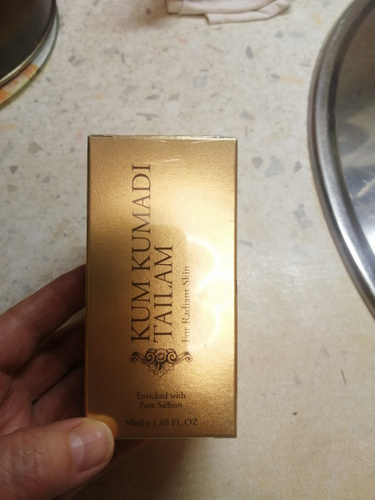 KUM KUMADI
TAILAM
For Radiant Skin
Enriched with
Pure Saffron
50ml e 1.69 FL.OZ